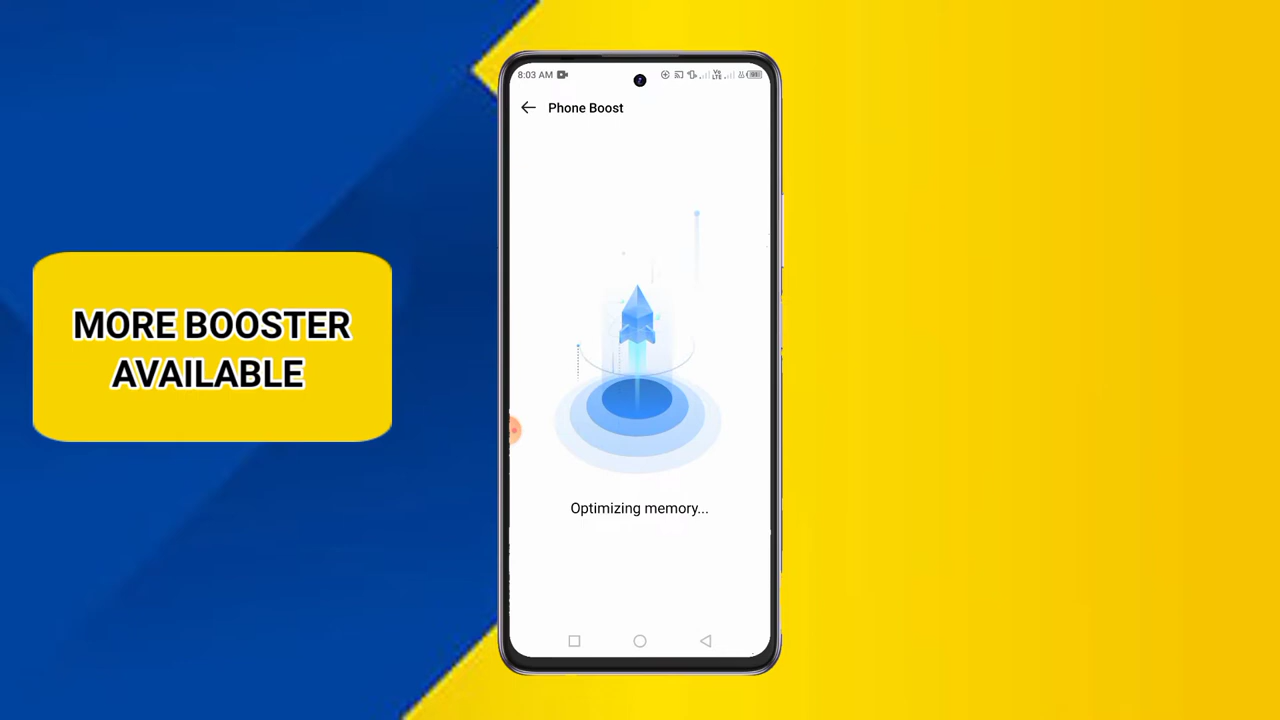 8:03 AM
Phone Boost
MORE BOOSTER
AVAILABLE
Optimizing memory...